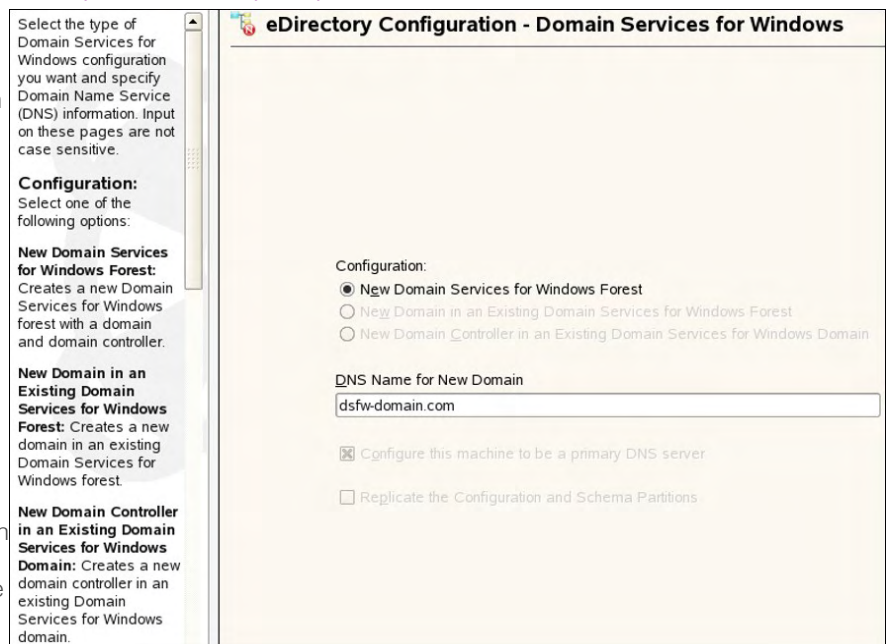 Select the type of
Domain Services for
Windows configuration
you want and specify
Domain Name Service
(DNS) information. Input
on these pages are not
case sensitive.
Configuration:
Select one of the
following options:
New Domain Services
for Windows Forest:
Creates a new Domain
Services for Windows
forest with a domain
and domain controller.
New Domain in an
Existing Domain
Services for Windows
Forest: Creates a new
domain in an existing
Domain Services for
Windows forest.
New Domain Controller
in an Existing Domain
Services for Windows
Domain: Creates a new
domain controller in an
existing Domain
Services for Windows
domain.
eDirectory Configuration - Domain Services for Windows
Configuration:
New Domain Services for Windows Forest
New Domain in an Existing Domain Services for Windows Forest
New Domain Controller in an Existing Domain Services for Windows Domain
DNS Name for New Domain
dsfw-domain.com
Configure this machine to be a primary DNS server
Replicate the Configuration and Schema Partitions